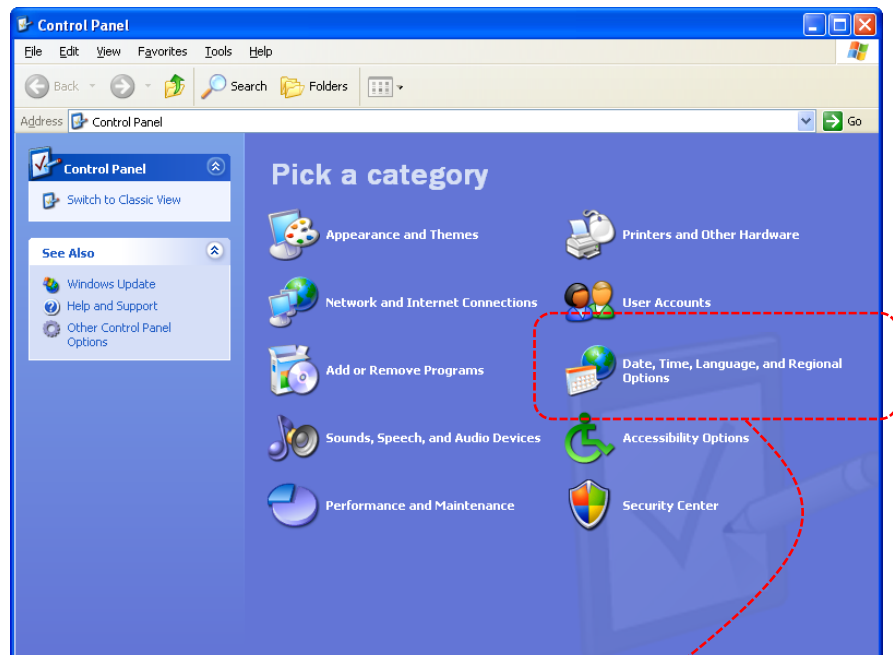 Control Panel
File Edit View Favorites Tools Help
Back Search Folders
Address Control Panel Go
Control Panel
Switch to Classic View
See Also
Windows Update
Help and Support
Other Control Panel
Options
Pick a category
Appearance and Themes
Printers and Other Hardware
Network and Internet Connections
User Accounts
Add or Remove Programs
Date, Time, Language, and Regional
Options
Sounds, Speech, and Audio Devices
Accessibility Options
Performance and Maintenance
Security Center